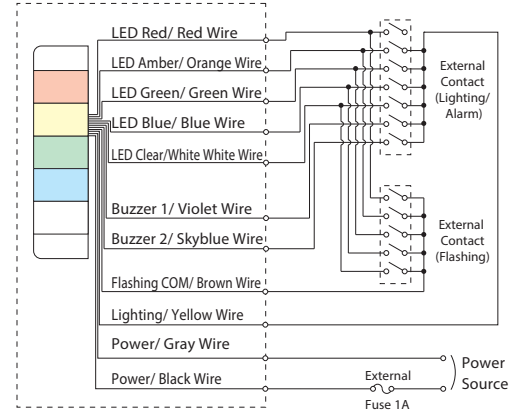 LED Red/ Red Wire
LED Amber/ Orange Wire
LED Green/ Green Wire
LED Blue/ Blue Wire
LED Clear/White White Wire
Buzzer 1/ Violet Wire
Buzzer 2/ Skyblue Wire
Flashing COM/ Brown Wire
Lighting/ Yellow Wire
Power/ Gray Wire
Power/ Black Wire
External
Contact
(Lighting/
Alarm)
External
Contact
(Flashing)
External
Fuse 1A
Power
Source